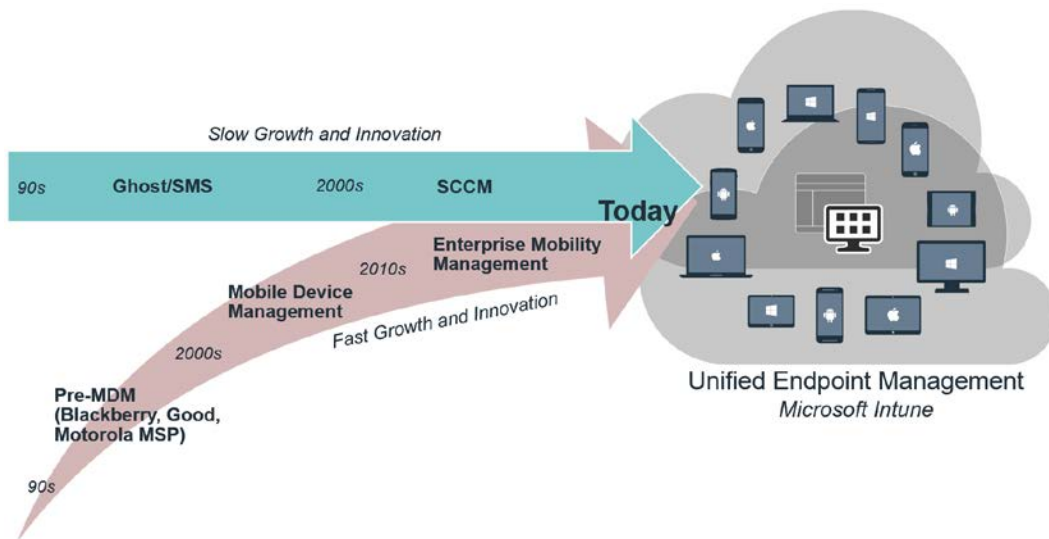 Slow Growth and Innovation
90s
Ghost/SMS
2000s
SCCM
Today
Enterprise Mobility
Management
2010s
Mobile Device
Management
Fast Growth and Innovation
2000s
Pre-MDM
(Blackberry, Good,
Motorola MSP)
90s
Unified Endpoint Management
Microsoft Intune